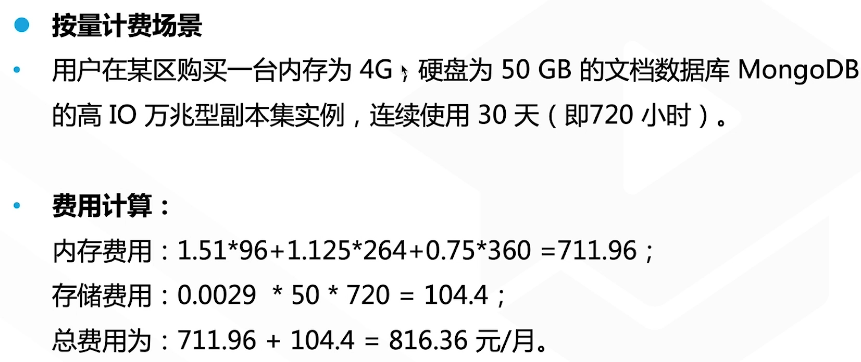 按量计费场景
用户在某区购买一台内存为 4G，硬盘为 50 GB 的文档数据库 MongoDB
的高 IO 万兆型副本集实例，连续使用 30 天（即720 小时）。
费用计算：
内存费用：1.51*96+1.125*264+0.75*360 =711.96；
存储费用：0.0029 * 50 * 720 = 104.4；
总费用为：711.96 + 104.4 = 816.36 元/月。